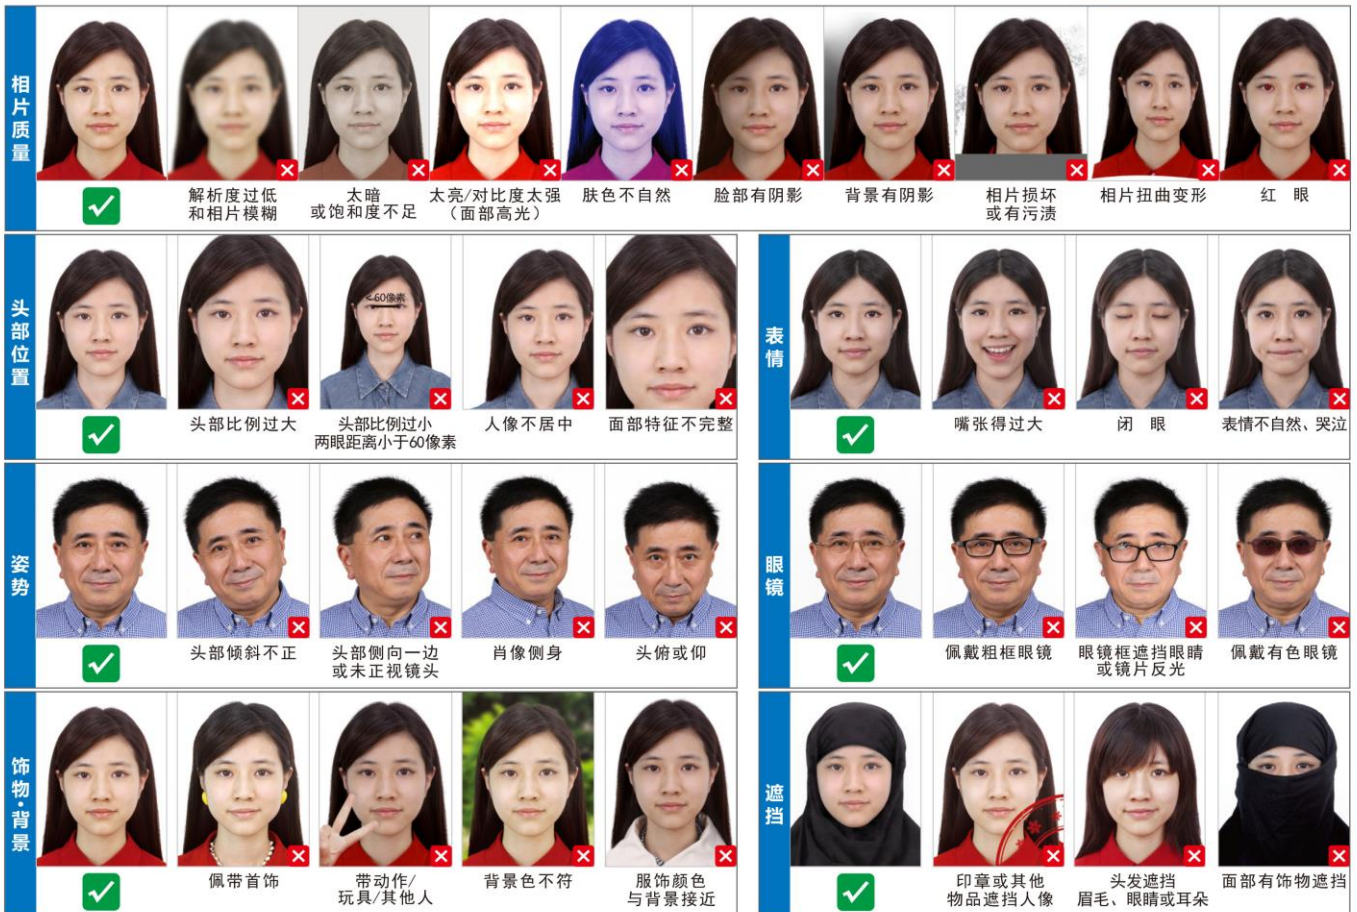 相片质量
解析度过低
和相片模糊
太暗
或饱和度不足
太亮/对比度太强
（面部高光）
肤色不自然
脸部有阴影
背景有阴影
相片损坏
或有污渍
相片扭曲变形
红 眼
头部位置
<60像素
头部比例过大
头部比例过小
两眼距离小于60像素
人像不居中
面部特征不完整
表情
嘴张得过大
闭 眼
表情不自然、哭泣
姿势
头部倾斜不正
头部侧向一边
或未正视镜头
肖像侧身
头俯或仰
眼镜
佩戴粗框眼镜
眼镜框遮挡眼睛
或镜片反光
佩戴有色眼镜
饰物·背景
佩带首饰
带动作/
玩具/其他人
背景色不符
服饰颜色
与背景接近
遮挡
印章或其他
物品遮挡人像
头发遮挡
眉毛、眼睛或耳朵
面部有饰物遮挡